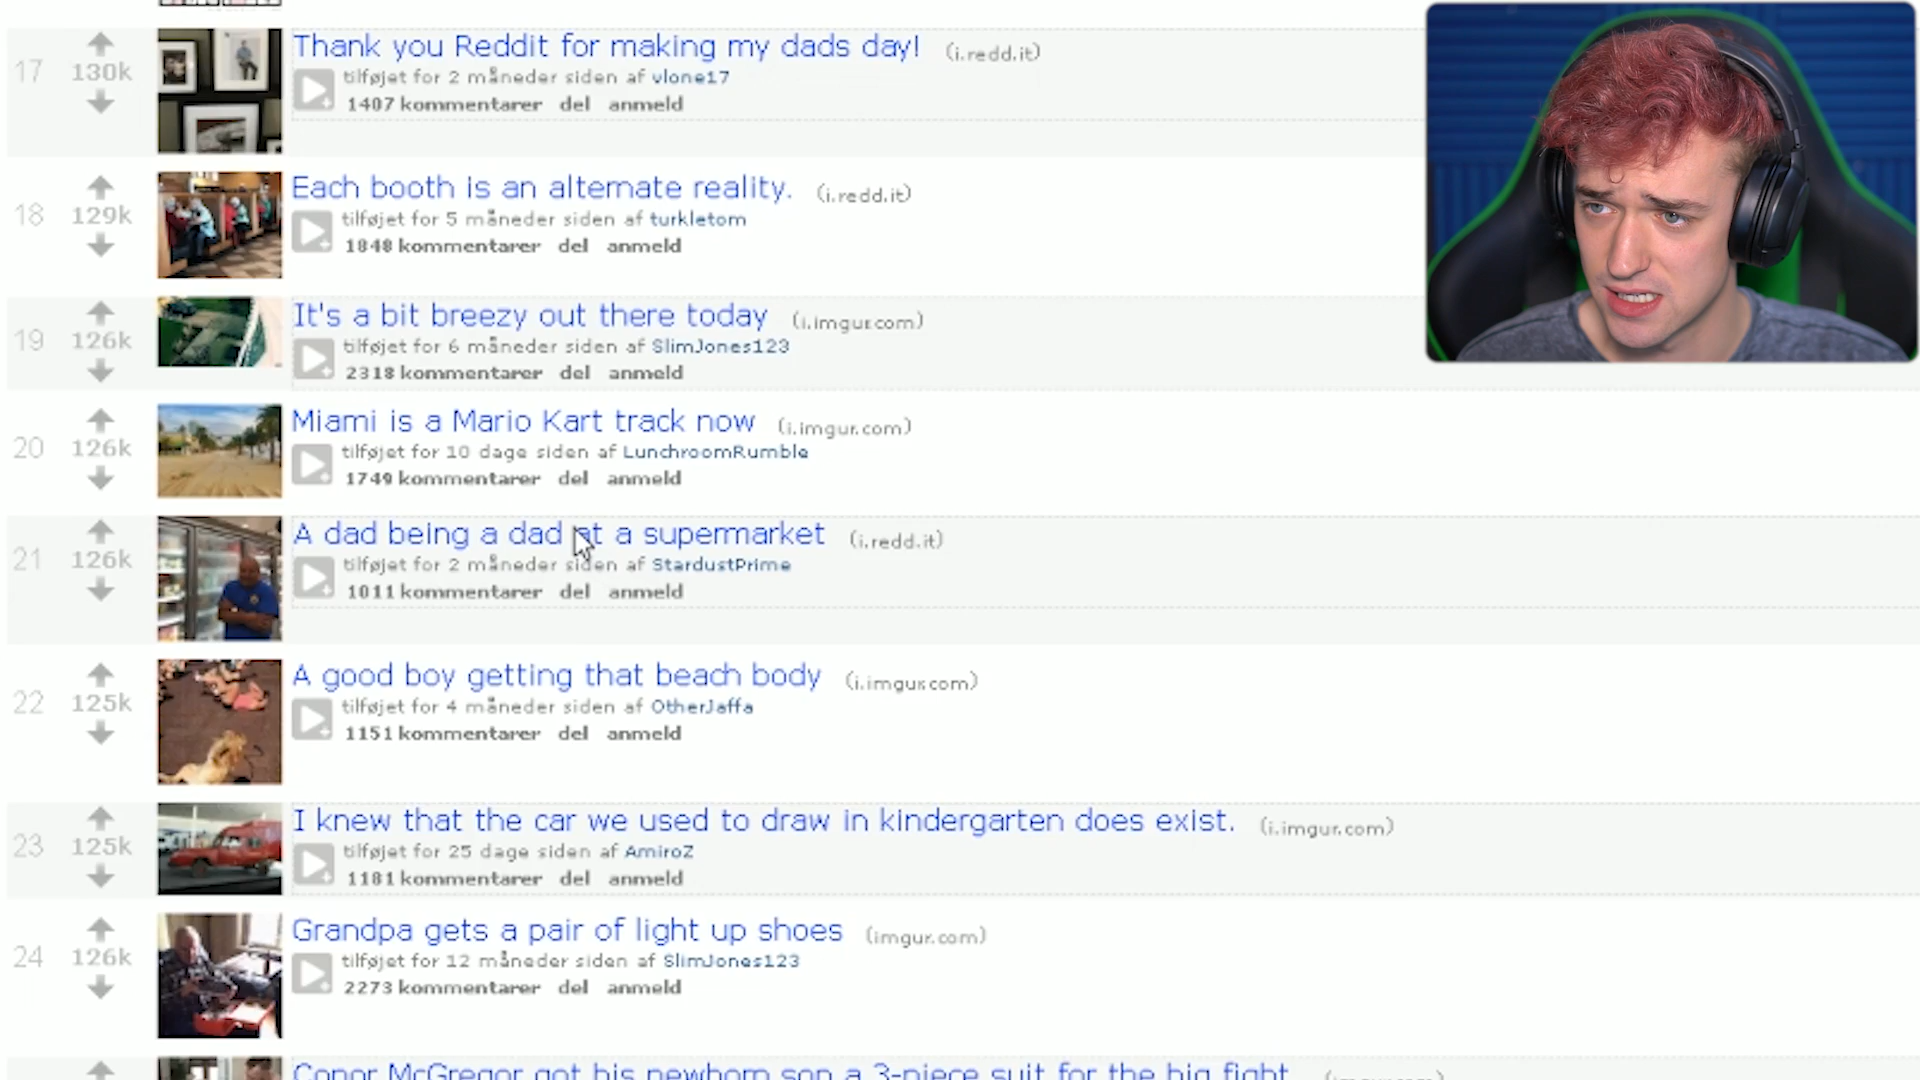 17
130k
Thank you Reddit for making my dads day! (i.redd.it)
tilføjet for 2 måneder siden af vlone17
1407 kommentarer del anmeld
18
129k
Each booth is an alternate reality. (i.redd.it)
tilføjet for 5 måneder siden af turkletom
1848 kommentarer del anmeld
19
126k
It's a bit breezy out there today (i.imgur.com)
tilføjet for 6 måneder siden af SlimJones123
2318 kommentarer del anmeld
20
126k
Miami is a Mario Kart track now (i.imgur.com)
tilføjet for 10 dage siden af LunchroomRumble
1749 kommentarer del anmeld
21
126k
A dad being a dad at a supermarket (i.redd.it)
tilføjet for 2 måneder siden af StardustPrime
1011 kommentarer del anmeld
22
125k
A good boy getting that beach body (i.imgur.com)
tilføjet for 4 måneder siden af OtherJaffa
1151 kommentarer del anmeld
23
125k
I knew that the car we used to draw in kindergarten does exist. (i.imgur.com)
tilføjet for 25 dage siden af AmiroZ
1181 kommentarer del anmeld
24
126k
Grandpa gets a pair of light up shoes (imgur.com)
tilføjet for 12 måneder siden af SlimJones123
2273 kommentarer del anmeld
Conor McGregor got his newborn son a 3-piece suit for the big fight